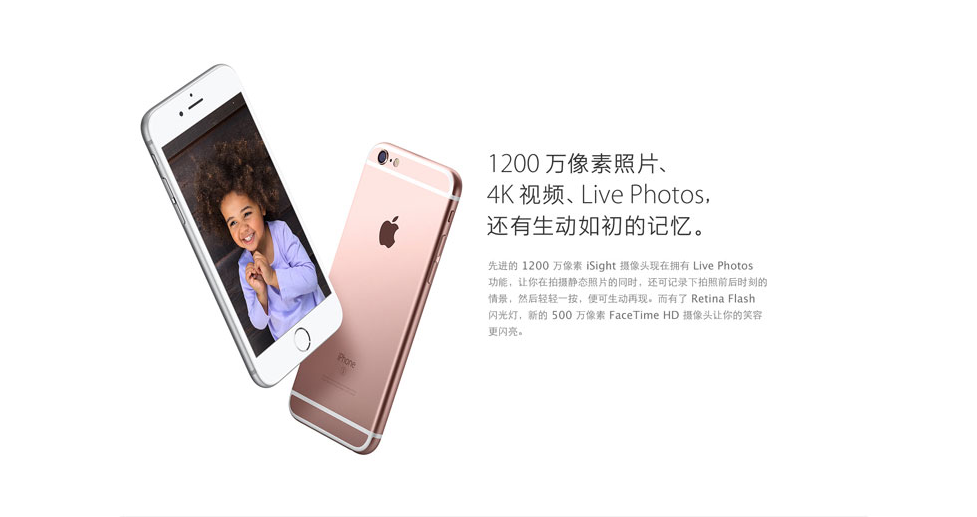 1200 万像素照片、
4K 视频、Live Photos，
还有生动如初的记忆。
先进的 1200 万像素 iSight 摄像头现在拥有 Live Photos
功能，让你在拍摄静态照片的同时，还可记录下拍照前后时刻的
情景，然后轻轻一按，便可生动再现。而有了 Retina Flash
闪光灯，新的 500 万像素 FaceTime HD 摄像头让你的笑容
更闪亮。
iPhone